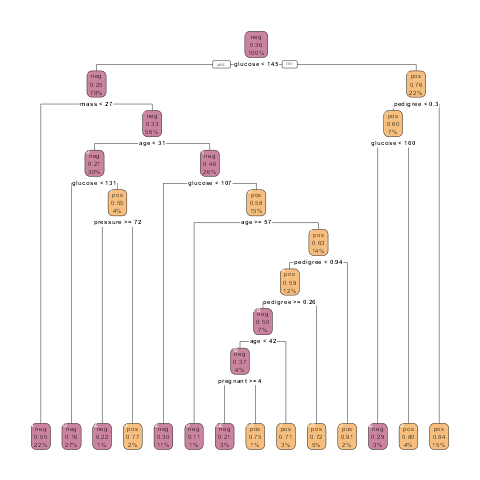 neg
0.36
100%
yes
glucose < 145
no
neg
0.25
78%
pos
0.76
22%
mass < 27
pedigree < 0.3
neg
0.33
56%
pos
0.60
7%
age < 31
glucose < 160
neg
0.21
30%
neg
0.46
26%
glucose < 131
glucose < 107
pos
0.55
4%
pos
0.58
15%
pressure >= 72
age >= 57
pos
0.63
14%
pedigree < 0.94
pos
0.59
12%
pedigree >= 0.26
neg
0.50
7%
age < 42
neg
0.37
4%
pregnant >= 4
neg
0.05
22%
neg
0.16
27%
neg
0.22
1%
pos
0.77
2%
neg
0.30
11%
neg
0.11
1%
neg
0.21
3%
pos
0.75
1%
pos
0.71
3%
pos
0.72
5%
pos
0.91
2%
neg
0.29
3%
pos
0.80
4%
pos
0.84
15%